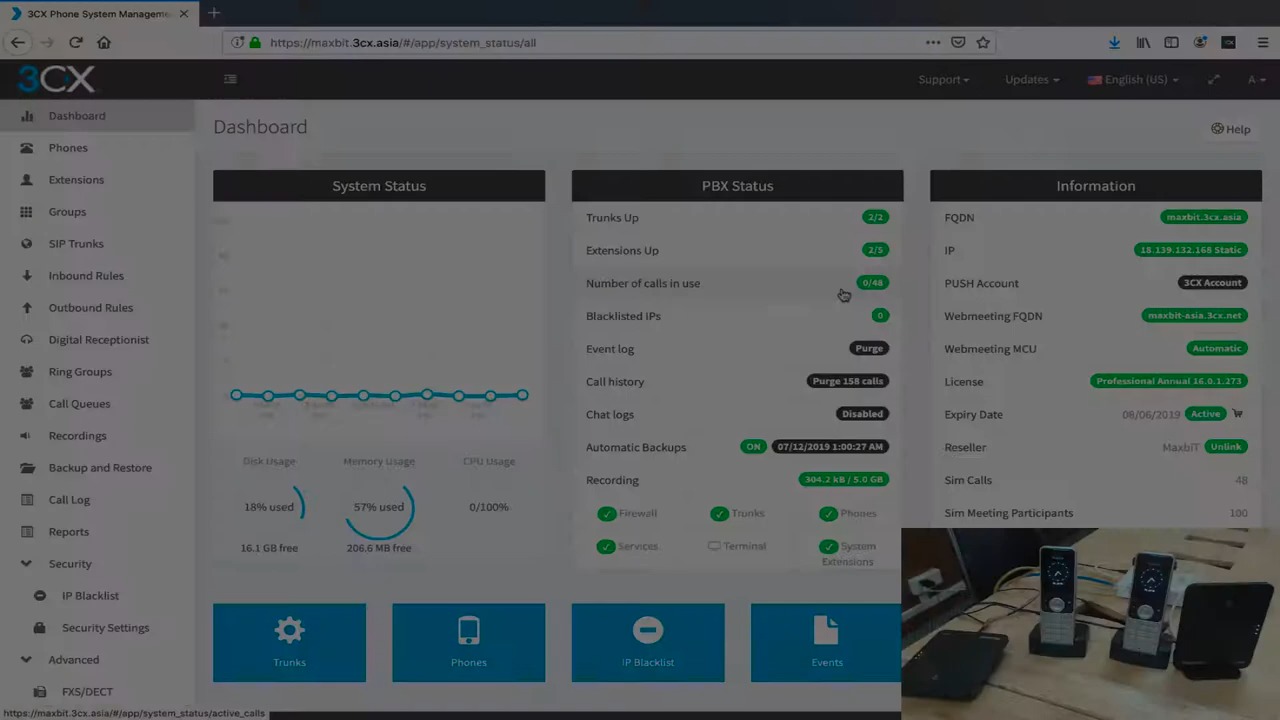 3CX Phone System Manageme
https://maxbit.3cx.asia/#/app/system_status/all
3CX
Support
Updates
English (US)
A
Dashboard
Phones
Extensions
Groups
SIP Trunks
Inbound Rules
Outbound Rules
Digital Receptionist
Ring Groups
Call Queues
Recordings
Backup and Restore
Call Log
Reports
Security
IP Blacklist
Security Settings
Advanced
FXS/DECT
https://maxbit.3cx.asia/#/app/system_status/active_calls
Dashboard
Help
System Status
Disk Usage
Memory Usage
CPU Usage
18% used
57% used
0/100%
16.1 GB free
206.6 MB free
PBX Status
Trunks Up 2/2
Extensions Up 2/5
Number of calls in use 0/48
Blacklisted IPs 0
Event log Purge
Call history Purge 158 calls
Chat logs Disabled
Automatic Backups ON 07/12/2019 1:00:27 AM
Recording 304.2 kB / 5.0 GB
Firewall Trunks Phones
Services Terminal System Extensions
Information
FQDN maxbit.3cx.asia
IP 18.139.132.168 Static
PUSH Account 3CX Account
Webmeeting FQDN maxbit-asia.3cx.net
Webmeeting MCU Automatic
License Professional Annual 16.0.1.273
Expiry Date 08/06/2019 Active
Reseller MaxbIT Unlink
Sim Calls 48
Sim Meeting Participants 100
Trunks
Phones
IP Blacklist
Events